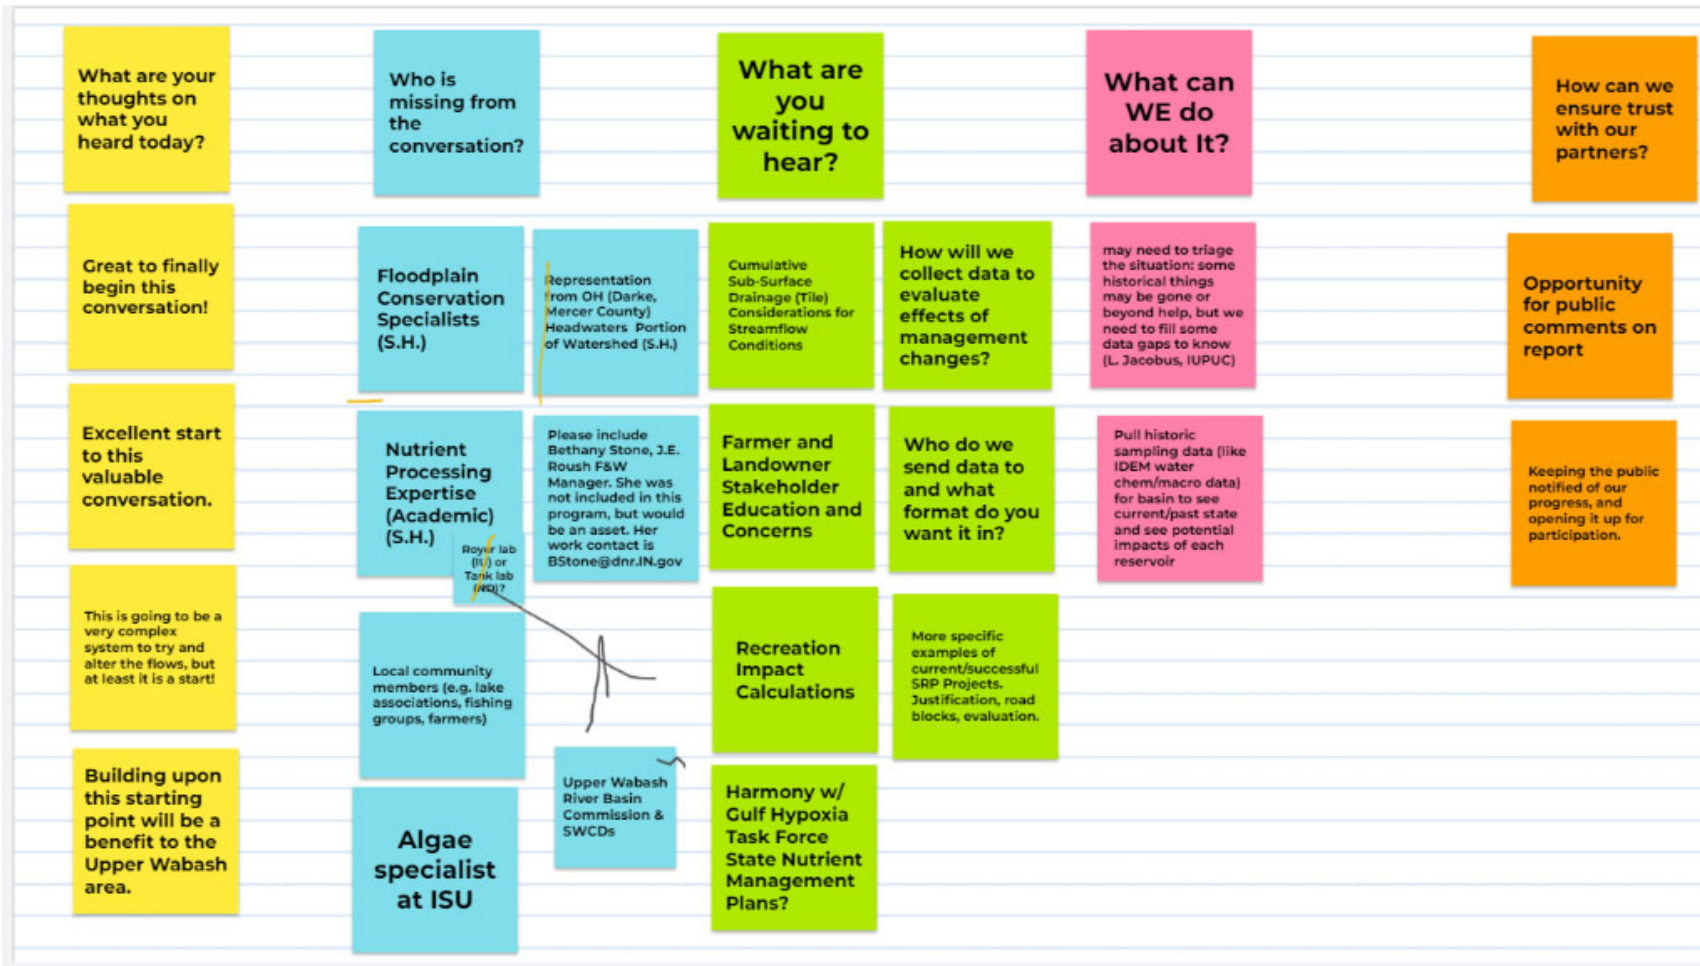 What are your
thoughts on
what you
heard today?
Great to finally
begin this
conversation!
Excellent start
to this
valuable
conversation.
This is going to be a
very complex
system to try and
alter the flows, but
at least it is a start!
Building upon
this starting
point will be a
benefit to the
Upper Wabash
area.
Who is
missing from
the
conversation?
Floodplain
Conservation
Specialists
(S.H.)
Representation
from OH (Darke,
Mercer County)
Headwaters Portion
of Watershed (S.H.)
Nutrient
Processing
Expertise
(Academic)
(S.H.)
Royer lab
(IU) or
Tank lab
(ND)?
Please include
Bethany Stone, J.E.
Roush F&W
Manager. She was
not included in this
program, but would
be an asset. Her
work contact is
BStone@dnr.IN.gov
Local community
members (e.g. lake
associations, fishing
groups, farmers)
Upper Wabash
River Basin
Commission &
SWCDs
Algae
specialist
at ISU
What are
you
waiting to
hear?
Cumulative
Sub-Surface
Drainage (Tile)
Considerations for
Streamflow
Conditions
How will we
collect data to
evaluate
effects of
management
changes?
Farmer and
Landowner
Stakeholder
Education and
Concerns
Who do we
send data to
and what
format do you
want it in?
Recreation
Impact
Calculations
More specific
examples of
current/successful
SRP Projects.
Justification, road
blocks, evaluation.
Harmony w/
Gulf Hypoxia
Task Force
State Nutrient
Management
Plans?
What can
WE do
about It?
may need to triage
the situation: some
historical things
may be gone or
beyond help, but we
need to fill some
data gaps to know
(L. Jacobus, IUPUC)
Pull historic
sampling data (like
IDEM water
chem/macro data)
for basin to see
current/past state
and see potential
impacts of each
reservoir
How can we
ensure trust
with our
partners?
Opportunity
for public
comments on
report
Keeping the public
notified of our
progress, and
opening it up for
participation.